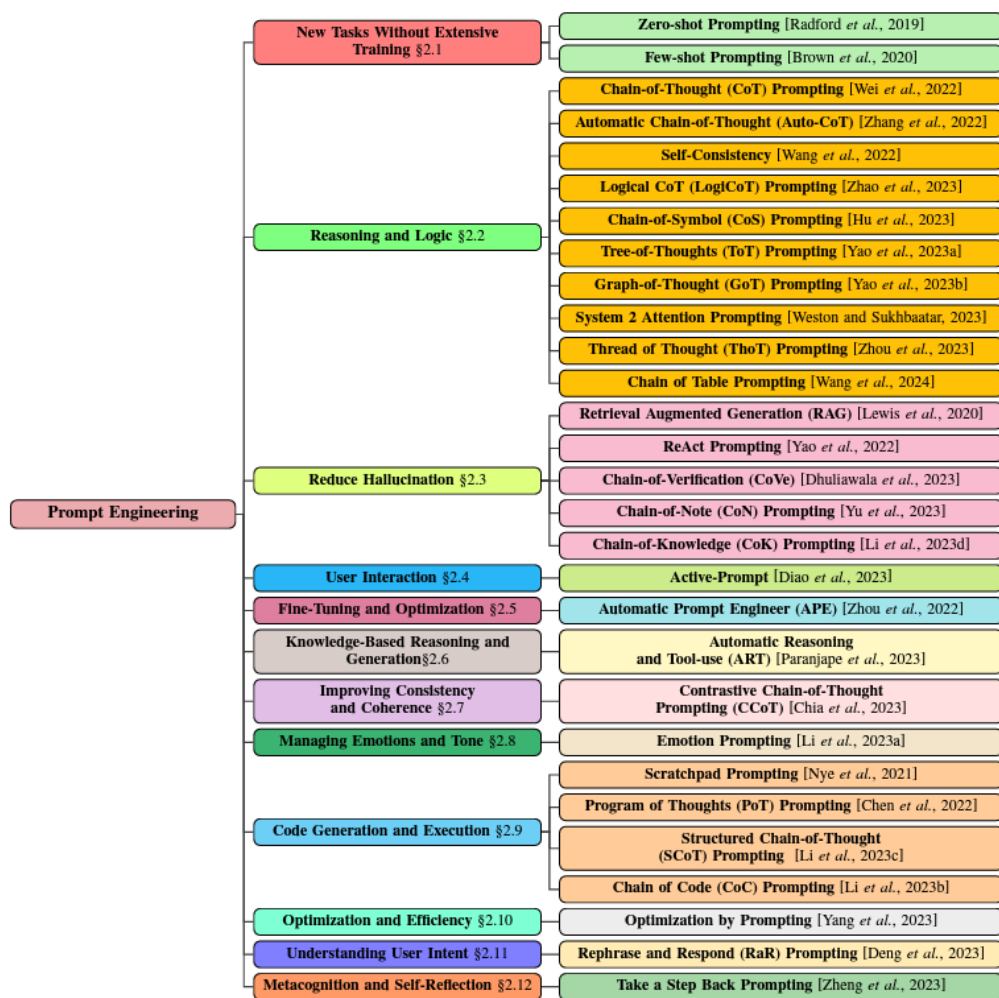 Prompt Engineering
New Tasks Without Extensive
Training §2.1
Zero-shot Prompting [Radford et al., 2019]
Few-shot Prompting [Brown et al., 2020]
Reasoning and Logic §2.2
Chain-of-Thought (CoT) Prompting [Wei et al., 2022]
Automatic Chain-of-Thought (Auto-CoT) [Zhang et al., 2022]
Self-Consistency [Wang et al., 2022]
Logical CoT (LogiCoT) Prompting [Zhao et al., 2023]
Chain-of-Symbol (CoS) Prompting [Hu et al., 2023]
Tree-of-Thoughts (ToT) Prompting [Yao et al., 2023a]
Graph-of-Thought (GoT) Prompting [Yao et al., 2023b]
System 2 Attention Prompting [Weston and Sukhbaatar, 2023]
Thread of Thought (ThoT) Prompting [Zhou et al., 2023]
Chain of Table Prompting [Wang et al., 2024]
Reduce Hallucination §2.3
Retrieval Augmented Generation (RAG) [Lewis et al., 2020]
ReAct Prompting [Yao et al., 2022]
Chain-of-Verification (CoVe) [Dhuliawala et al., 2023]
Chain-of-Note (CoN) Prompting [Yu et al., 2023]
Chain-of-Knowledge (CoK) Prompting [Li et al., 2023d]
User Interaction §2.4
Active-Prompt [Diao et al., 2023]
Fine-Tuning and Optimization §2.5
Automatic Prompt Engineer (APE) [Zhou et al., 2022]
Knowledge-Based Reasoning and
Generation§2.6
Automatic Reasoning
and Tool-use (ART) [Paranjape et al., 2023]
Improving Consistency
and Coherence §2.7
Contrastive Chain-of-Thought
Prompting (CCoT) [Chia et al., 2023]
Managing Emotions and Tone §2.8
Emotion Prompting [Li et al., 2023a]
Code Generation and Execution §2.9
Scratchpad Prompting [Nye et al., 2021]
Program of Thoughts (PoT) Prompting [Chen et al., 2022]
Structured Chain-of-Thought
(SCoT) Prompting [Li et al., 2023c]
Chain of Code (CoC) Prompting [Li et al., 2023b]
Optimization and Efficiency §2.10
Optimization by Prompting [Yang et al., 2023]
Understanding User Intent §2.11
Rephrase and Respond (RaR) Prompting [Deng et al., 2023]
Metacognition and Self-Reflection §2.12
Take a Step Back Prompting [Zheng et al., 2023]